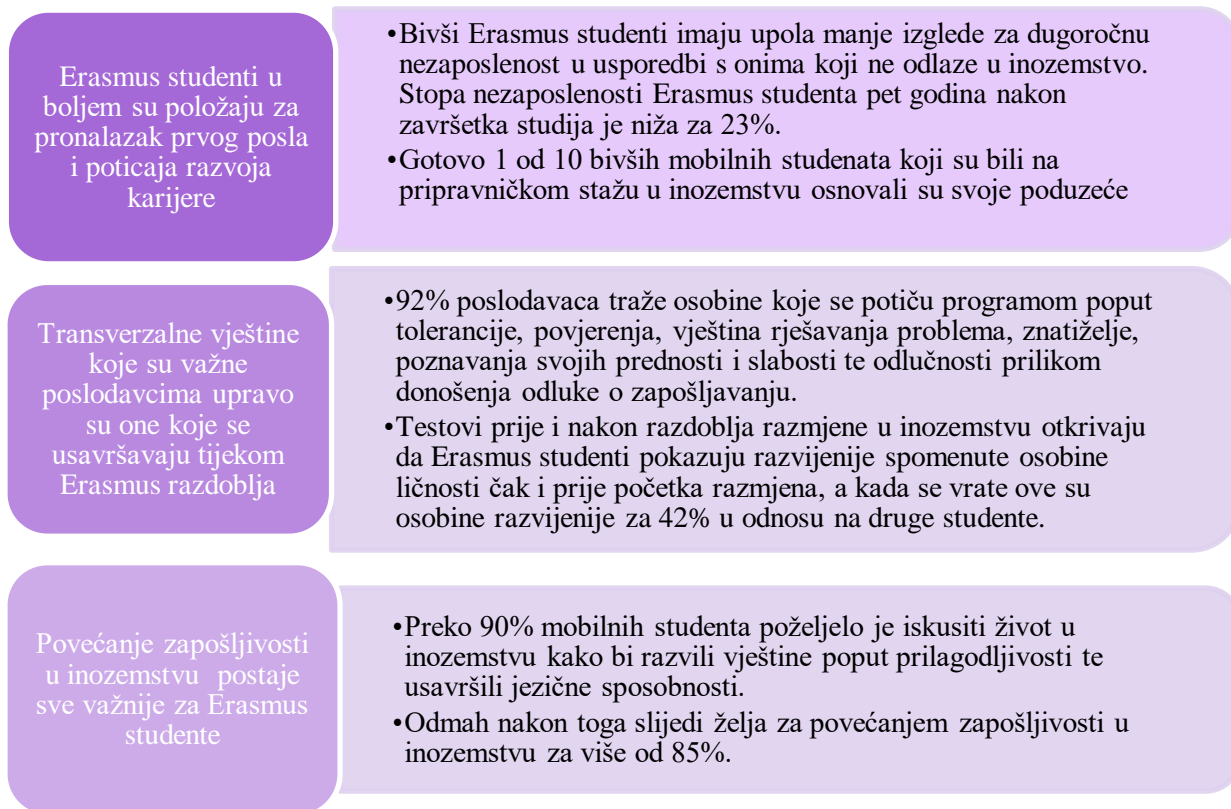 Erasmus studenti u
boljem su položaju za
pronalazak prvog posla
i poticaja razvoja
karijere
•Bivši Erasmus studenti imaju upola manje izglede za dugoročnu
nezaposlenost u usporedbi s onima koji ne odlaze u inozemstvo.
Stopa nezaposlenosti Erasmus studenta pet godina nakon
završetka studija je niža za 23%.
•Gotovo 1 od 10 bivših mobilnih studenata koji su bili na
pripravničkom stažu u inozemstvu osnovali su svoje poduzeće
Transverzalne vještine
koje su važne
poslodavcima upravo
su one koje se
usavršavaju tijekom
Erasmus razdoblja
•92% poslodavaca traže osobine koje se potiču programom poput
tolerancije, povjerenja, vještina rješavanja problema, znatiželje,
poznavanja svojih prednosti i slabosti te odlučnosti prilikom
donošenja odluke o zapošljavanju.
•Testovi prije i nakon razdoblja razmjene u inozemstvu otkrivaju
da Erasmus studenti pokazuju razvijenije spomenute osobine
ličnosti čak i prije početka razmjena, a kada se vrate ove su
osobine razvijenije za 42% u odnosu na druge studente.
Povećanje zapošljivosti
u inozemstvu postaje
sve važnije za Erasmus
studente
•Preko 90% mobilnih studenta poželjelo je iskusiti život u
inozemstvu kako bi razvili vještine poput prilagodljivosti te
usavršili jezične sposobnosti.
•Odmah nakon toga slijedi želja za povećanjem zapošljivosti u
inozemstvu za više od 85%.